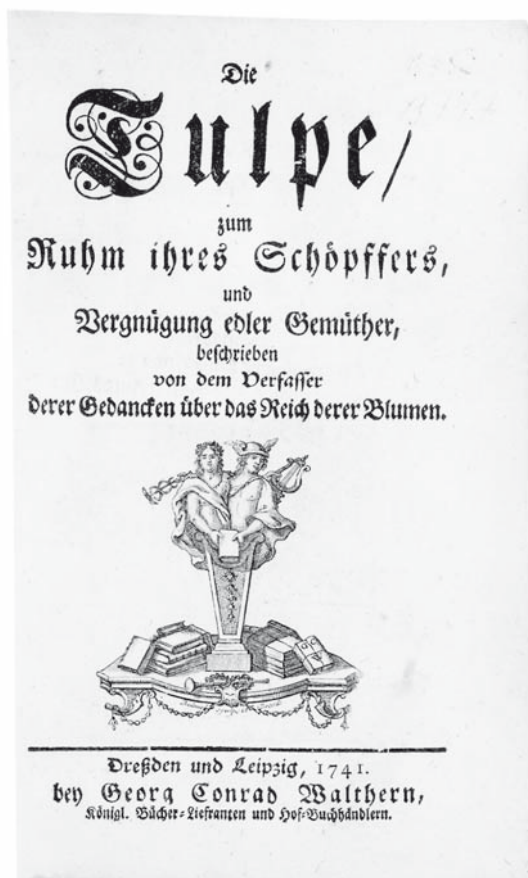 Die
Tulpe/
zum
Ruhm ihres Schöpffers,
und
Vergnügung edler Gemüther,
beschrieben
von dem Verfasser
derer Gedancken über das Reich derer Blumen.
Dreßden und Leipzig, 1741.
bey Georg Conrad Walthern,
Königl. Bücher-Liefranten und Hof-Buchhändlern.